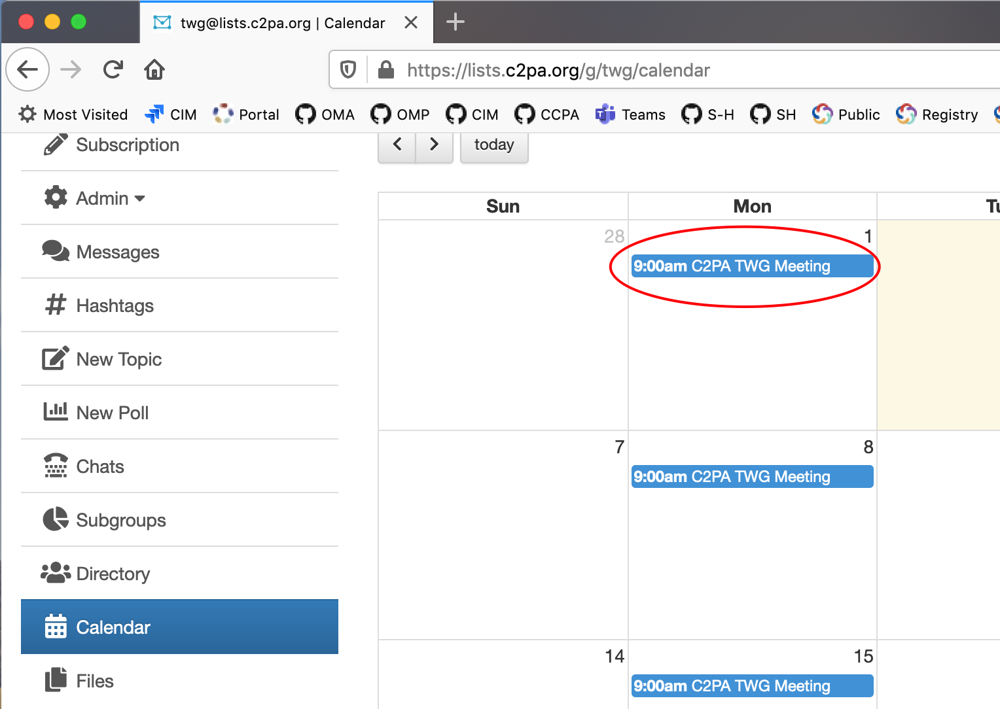 twg@lists.c2pa.org | Calendar
https://lists.c2pa.org/g/twg/calendar
Most Visited CIM Portal OMA OMP CIM CCPA Teams S-H SH Public Registry
Subscription
Admin
Messages
# Hashtags
New Topic
New Poll
Chats
Subgroups
Directory
Calendar
Files
today
Sun Mon Tu
28 1
9:00am C2PA TWG Meeting
7 8
9:00am C2PA TWG Meeting
14 15
9:00am C2PA TWG Meeting